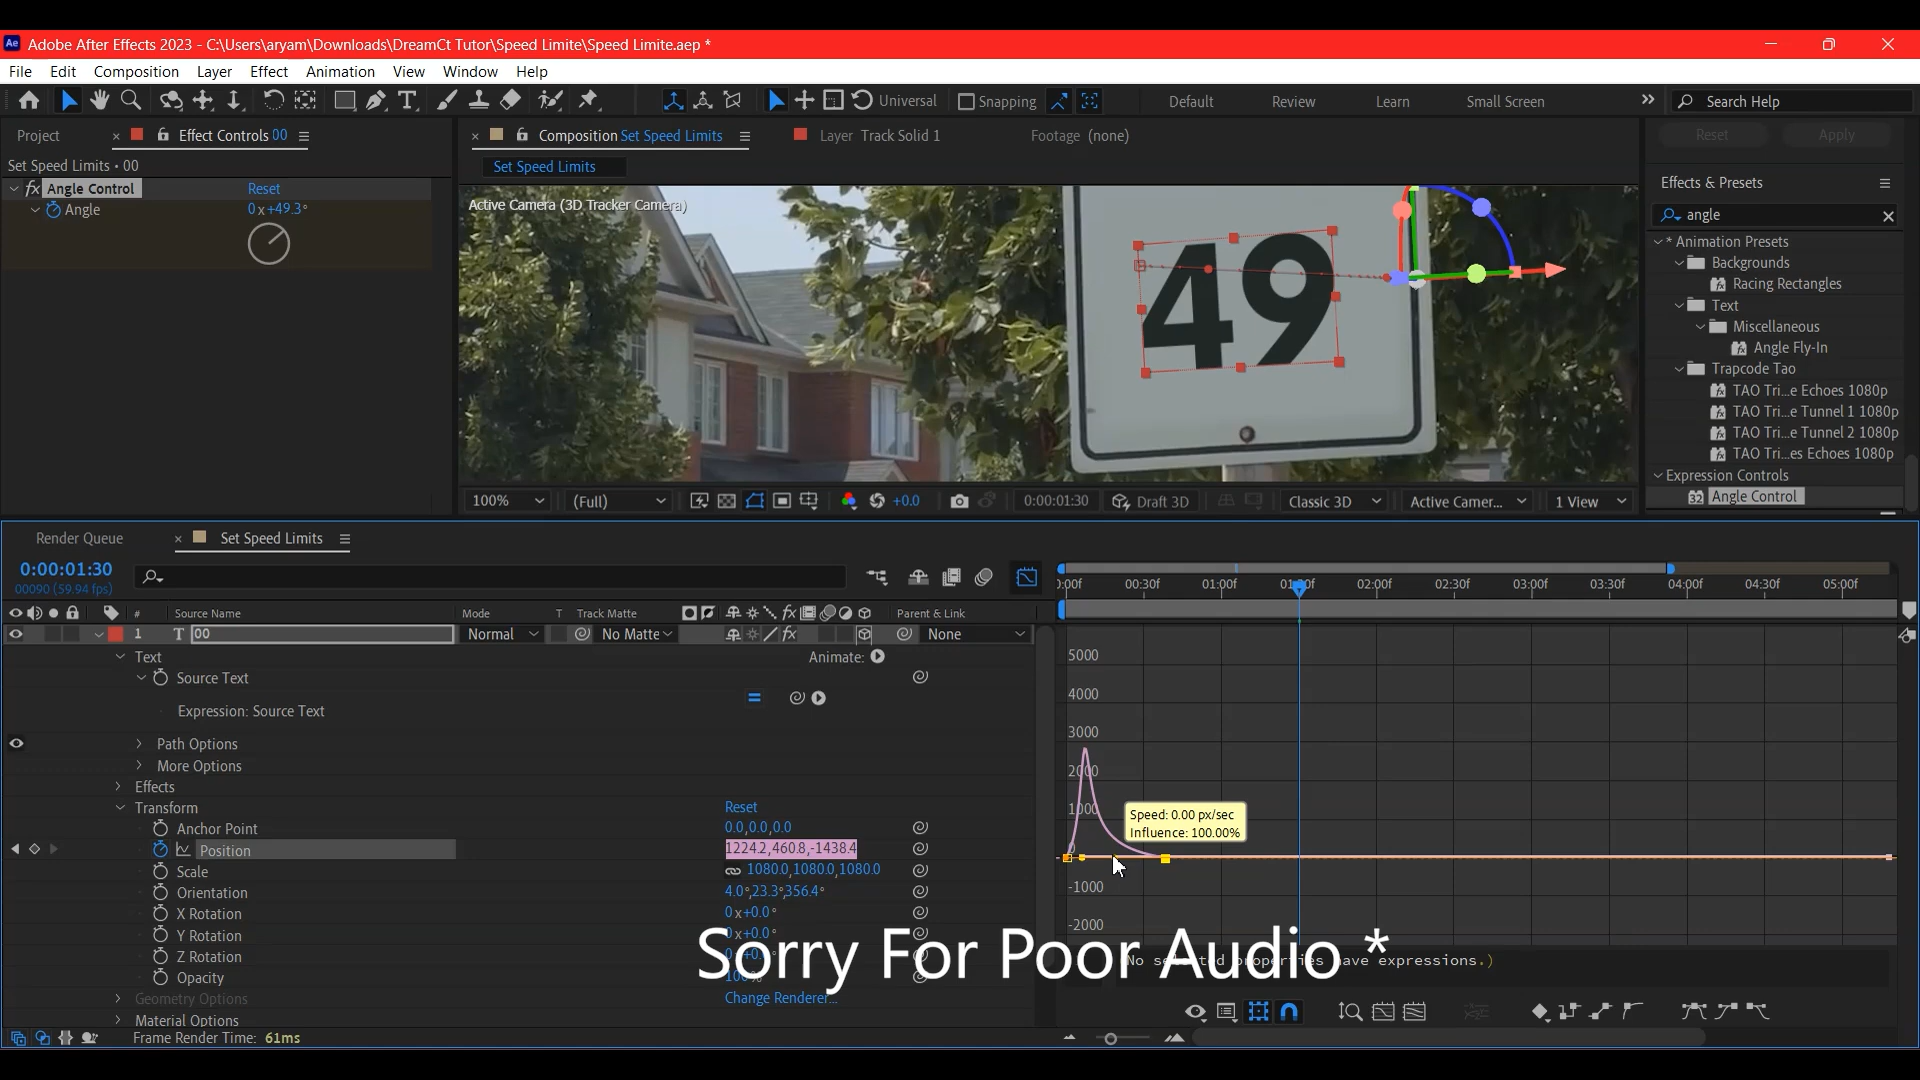 Ae Adobe After Effects 2023 - C:\Users\aryam\Downloads\DreamCt Tutor\Speed Limite\Speed Limite.aep *
File Edit Composition Layer Effect Animation View Window Help
Universal Snapping Default Review Learn Small Screen Search Help
Project Effect Controls 00 Composition Set Speed Limits Layer Track Solid 1 Footage (none) Reset Apply
Set Speed Limits • 00 Set Speed Limits
Angle Control Reset
Angle 0x+49.3°
Active Camera (3D Tracker Camera)
49
Effects & Presets
angle
* Animation Presets
Backgrounds
Racing Rectangles
Text
Miscellaneous
Angle Fly-In
Trapcode Tao
TAO Tri...e Echoes 1080p
TAO Tri...e Tunnel 1 1080p
TAO Tri...e Tunnel 2 1080p
TAO Tri...es Echoes 1080p
Expression Controls
Angle Control
100% (Full) +0.0 0:00:01:30 Draft 3D Classic 3D Active Camer... 1 View
Render Queue Set Speed Limits
0:00:01:30
00090 (59.94 fps)
# Source Name Mode T Track Matte fx Parent & Link
1 T 00 Normal No Matte None
Text Animate:
Source Text
Expression: Source Text
Path Options
More Options
Effects
Transform Reset
Anchor Point 0.0,0.0,0.0
Position 1224.2,460.8,-1438.4
Scale 1080.0,1080.0,1080.0
Orientation 4.0°,23.3°,356.4°
X Rotation 0x+0.0°
Y Rotation 0x+0.0°
Z Rotation
Opacity
Geometry Options Change Renderer...
Material Options
Frame Render Time: 61ms
00:30f 01:00f 02:00f 02:30f 03:00f 03:30f 04:00f 04:30f 05:00f
5000
4000
3000
2000
1000
0
-1000
-2000
Speed: 0.00 px/sec
Influence: 100.00%
(No selected properties have expressions.)
Sorry For Poor Audio *